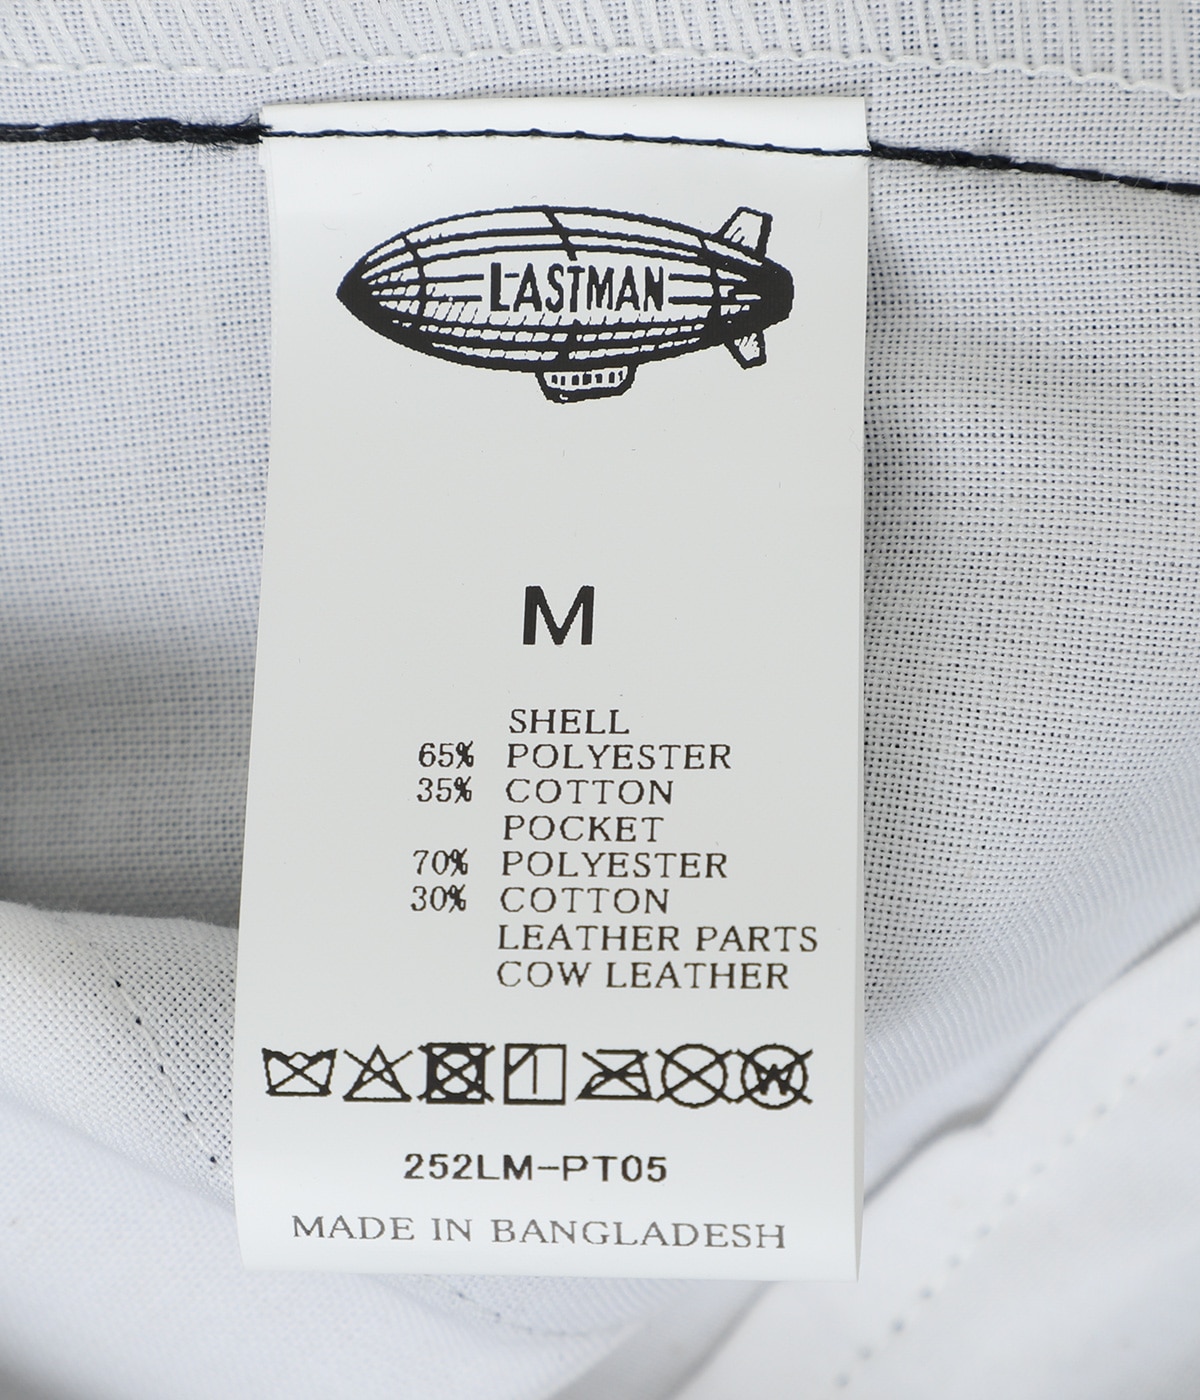 LASTMAN
M
SHELL
65% POLYESTER
35% COTTON
POCKET
70% POLYESTER
30% COTTON
LEATHER PARTS
COW LEATHER
W
252LM-PT05
MADE IN BANGLADESH